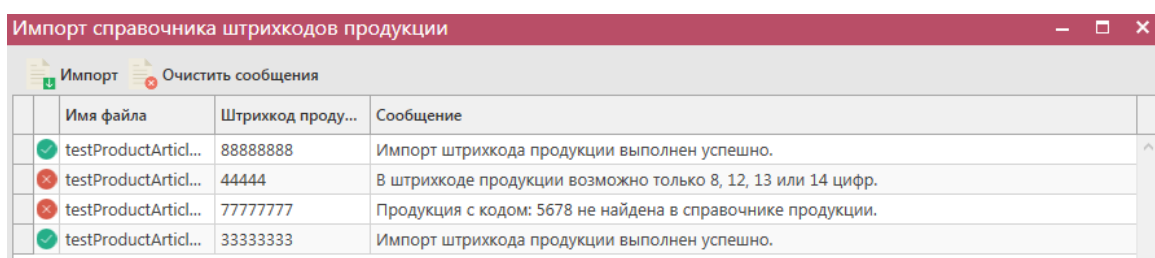 Импорт справочника штрихкодов продукции
Импорт Очистить сообщения
Имя файла Штрихкод проду... Сообщение
testProductArticl... 88888888 Импорт штрихкода продукции выполнен успешно.
testProductArticl... 44444 В штрихкоде продукции возможно только 8, 12, 13 или 14 цифр.
testProductArticl... 77777777 Продукция с кодом: 5678 не найдена в справочнике продукции.
testProductArticl... 33333333 Импорт штрихкода продукции выполнен успешно.